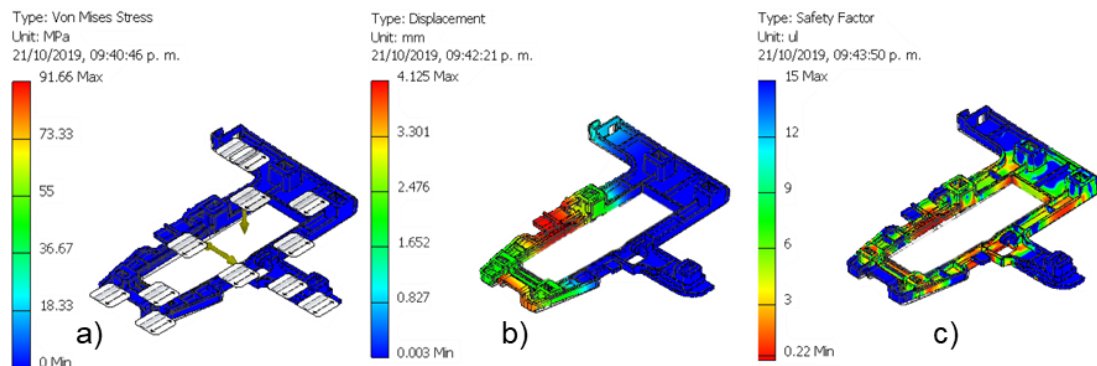 Type: Von Mises Stress
Unit: MPa
21/10/2019, 09:40:46 p. m.
91.66 Max
73.33
55
36.67
18.33
0 Min
a)
Type: Displacement
Unit: mm
21/10/2019, 09:42:21 p. m.
4.125 Max
3.301
2.476
1.652
0.827
0.003 Min
b)
Type: Safety Factor
Unit: ul
21/10/2019, 09:43:50 p. m.
15 Max
12
9
6
3
0.22 Min
c)